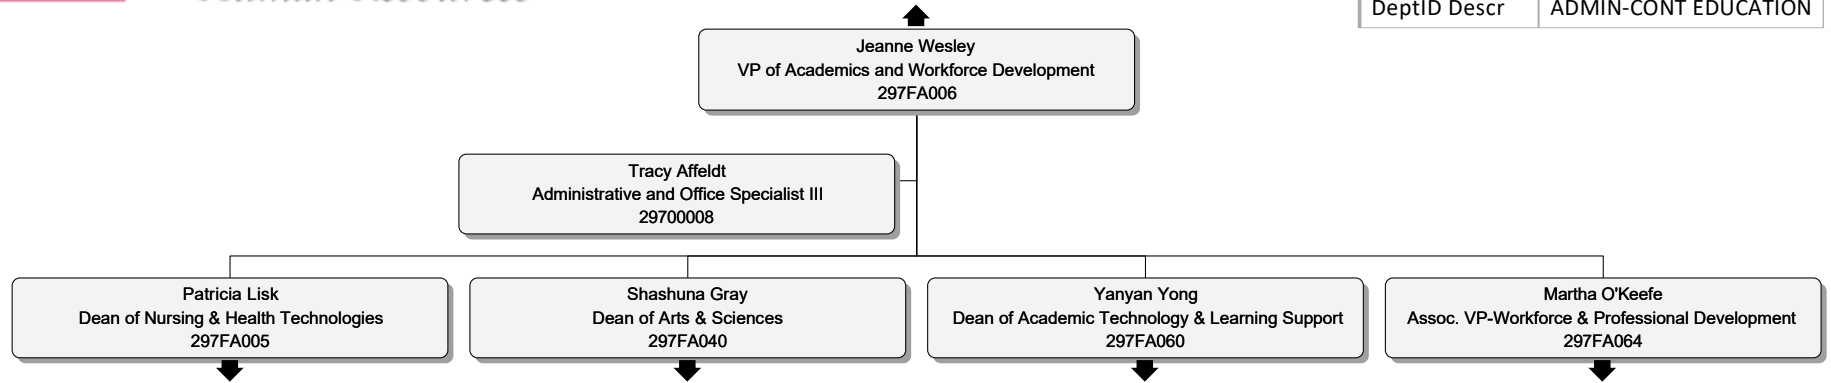 DeptID Descr ADMIN-CONT EDUCATION
Jeanne Wesley
VP of Academics and Workforce Development
297FA006
Tracy Affeldt
Administrative and Office Specialist III
29700008
Patricia Lisk
Dean of Nursing & Health Technologies
297FA005
Shashuna Gray
Dean of Arts & Sciences
297FA040
Yanyan Yong
Dean of Academic Technology & Learning Support
297FA060
Martha O'Keefe
Assoc. VP-Workforce & Professional Development
297FA064